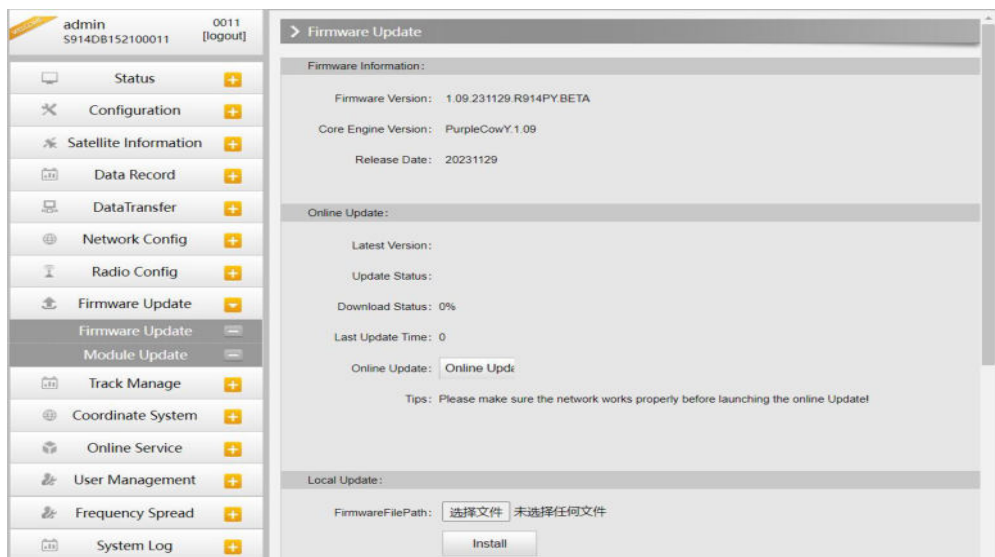 admin 0011
S914DB152100011 [logout]
Status
Configuration
Satellite Information
Data Record
DataTransfer
Network Config
Radio Config
Firmware Update
Firmware Update
Module Update
Track Manage
Coordinate System
Online Service
User Management
Frequency Spread
System Log
Firmware Update
Firmware Information:
Firmware Version: 1.09.231129.R914PY.BETA
Core Engine Version: PurpleCowY.1.09
Release Date: 20231129
Online Update:
Latest Version:
Update Status:
Download Status: 0%
Last Update Time: 0
Online Update: Online Upda
Tips: Please make sure the network works properly before launching the online Update!
Local Update:
FirmwareFilePath: 选择文件 未选择任何文件
Install